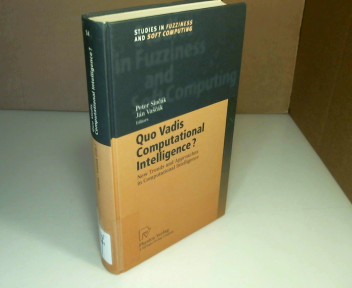 STUDIES IN FUZZINESS
AND SOFT COMPUTING
in Fuzziness
and
Soft Computing
Peter Sinčák
Ján Vaščák
Editors
Quo Vadis
Computational
Intelligence?
New Trends and Approaches
in Computational Intelligence
Physica-Verlag
Quo Vadis
Computational Intelligence?